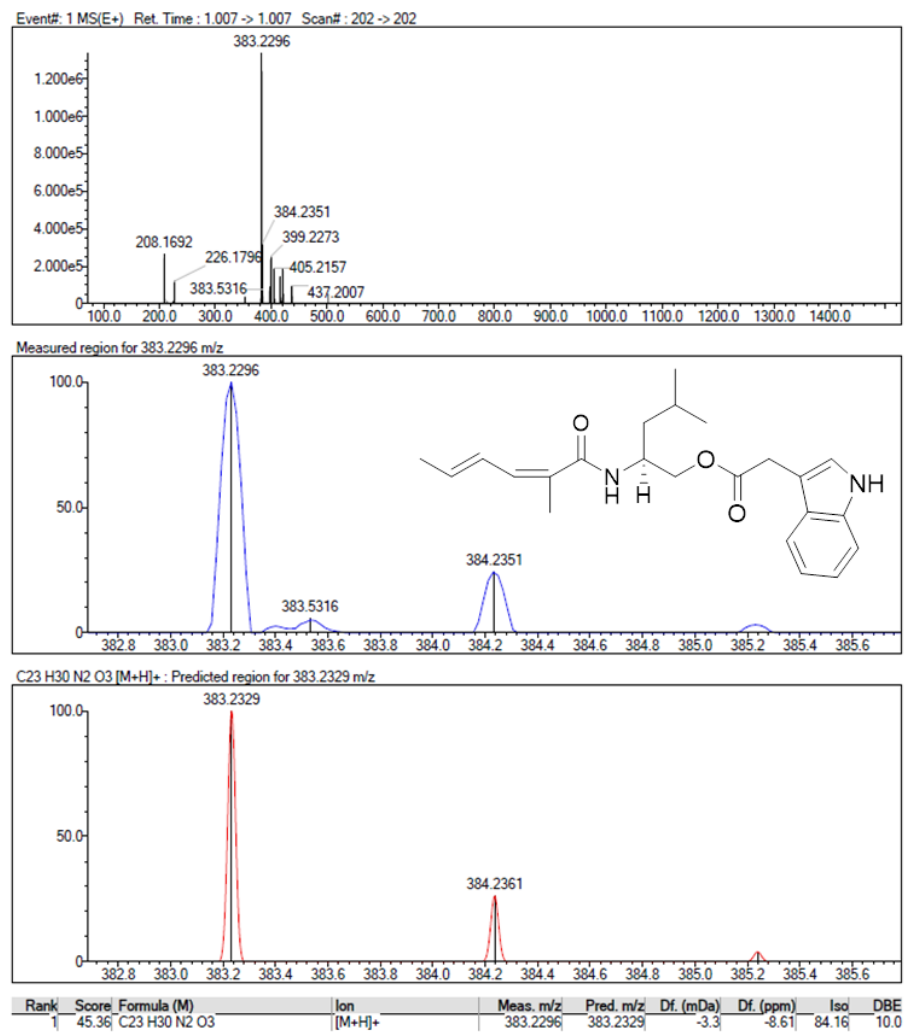 Event#: 1 MS(E+) Ret. Time : 1.007 -> 1.007 Scan# : 202 -> 202
383.2296
1.200e6
1.000e6
8.000e5
6.000e5
4.000e5
2.000e5
0
384.2351
208.1692
399.2273
226.1796
405.2157
383.5316
437.2007
100.0 200.0 300.0 400.0 500.0 600.0 700.0 800.0 900.0 1000.0 1100.0 1200.0 1300.0 1400.0
Measured region for 383.2296 m/z
383.2296
100.0
50.0
0
O
N
H
H
O
O
NH
384.2351
383.5316
382.8 383.0 383.2 383.4 383.6 383.8 384.0 384.2 384.4 384.6 384.8 385.0 385.2 385.4 385.6
C23 H30 N2 O3 [M+H]+ : Predicted region for 383.2329 m/z
383.2329
100.0
50.0
0
384.2361
382.8 383.0 383.2 383.4 383.6 383.8 384.0 384.2 384.4 384.6 384.8 385.0 385.2 385.4 385.6
Rank Score Formula (M) Ion Meas. m/z Pred. m/z Df. (mDa) Df. (ppm) Iso DBE
1 45.36 C23 H30 N2 O3 [M+H]+ 383.2296 383.2329 -3.3 -8.61 84.16 10.0